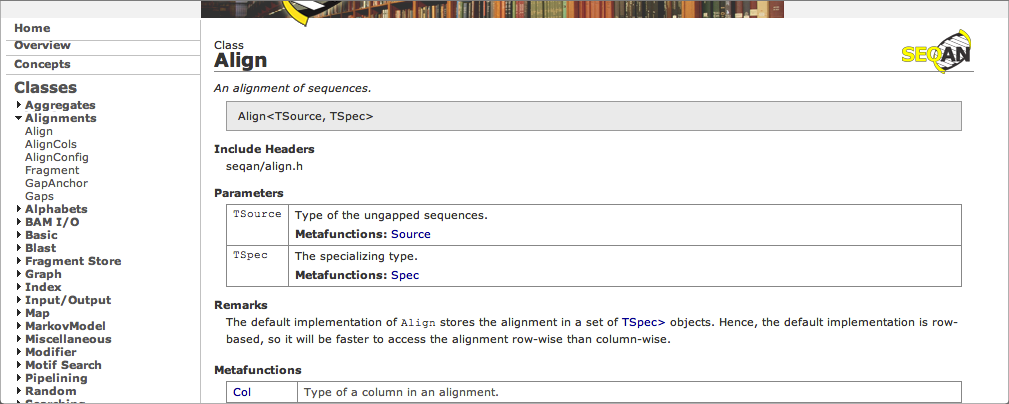 Home
Overview
Concepts
Classes
Aggregates
Alignments
Align
AlignCols
AlignConfig
Fragment
GapAnchor
Gaps
Alphabets
BAM I/O
Basic
Blast
Fragment Store
Graph
Index
Input/Output
Map
MarkovModel
Miscellaneous
Modifier
Motif Search
Pipelining
Random
Searching
Class
Align
SEQAN
An alignment of sequences.
Align<TSource, TSpec>
Include Headers
seqan/align.h
Parameters
TSource Type of the ungapped sequences.
Metafunctions: Source
TSpec The specializing type.
Metafunctions: Spec
Remarks
The default implementation of Align stores the alignment in a set of TSpec> objects. Hence, the default implementation is row-
based, so it will be faster to access the alignment row-wise than column-wise.
Metafunctions
Col Type of a column in an alignment.